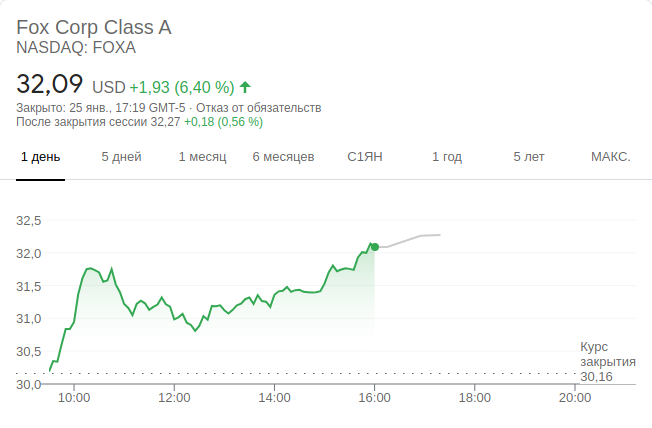 Fox Corp Class A
NASDAQ: FOXA
32,09 USD +1,93 (6,40 %)
Закрыто: 25 янв., 17:19 GMT-5 · Отказ от обязательств
После закрытия сессии 32,27 +0,18 (0,56 %)
1 день 5 дней 1 месяц 6 месяцев С1ЯН 1 год 5 лет МАКС.
32,5
32,0
31,5
31,0
30,5
30,0
Курс
закрытия
30,16
10:00 12:00 14:00 16:00 18:00 20:00